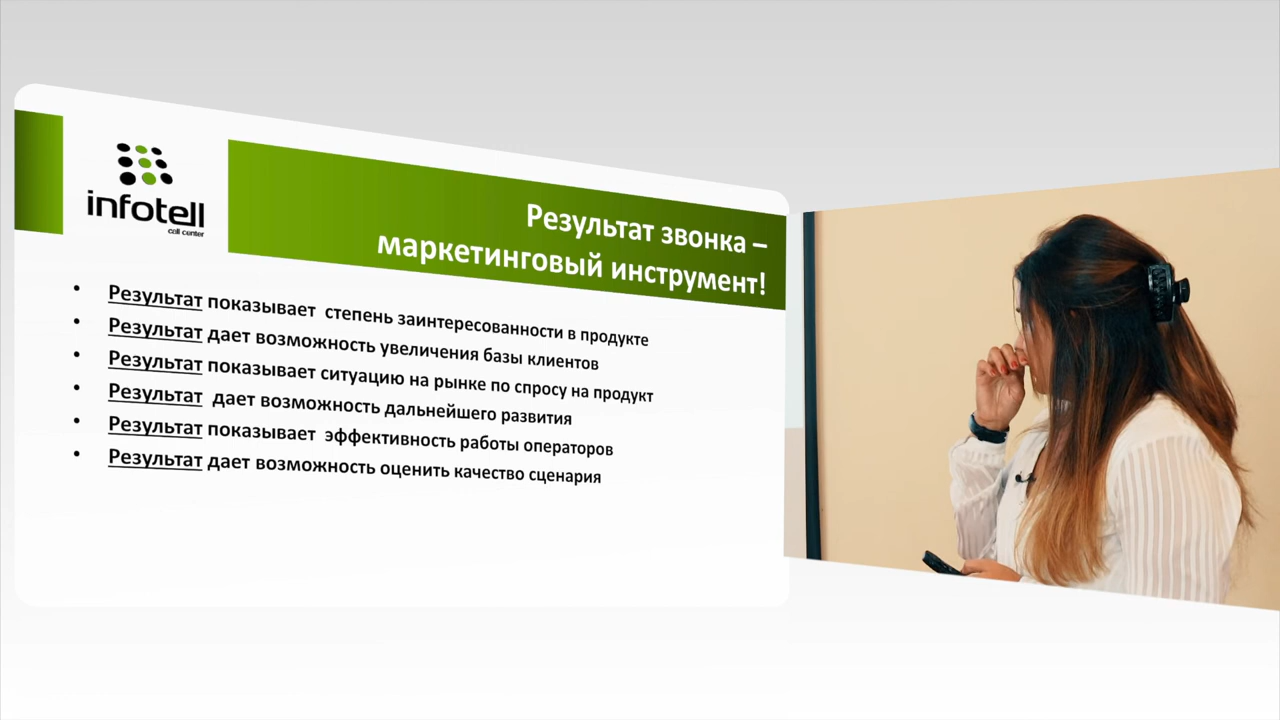 infotell
call center
Результат звонка –
маркетинговый инструмент!
• Результат показывает степень заинтересованности в продукте
• Результат дает возможность увеличения базы клиентов
• Результат показывает ситуацию на рынке по спросу на продукт
• Результат дает возможность дальнейшего развития
• Результат показывает эффективность работы операторов
• Результат дает возможность оценить качество сценария